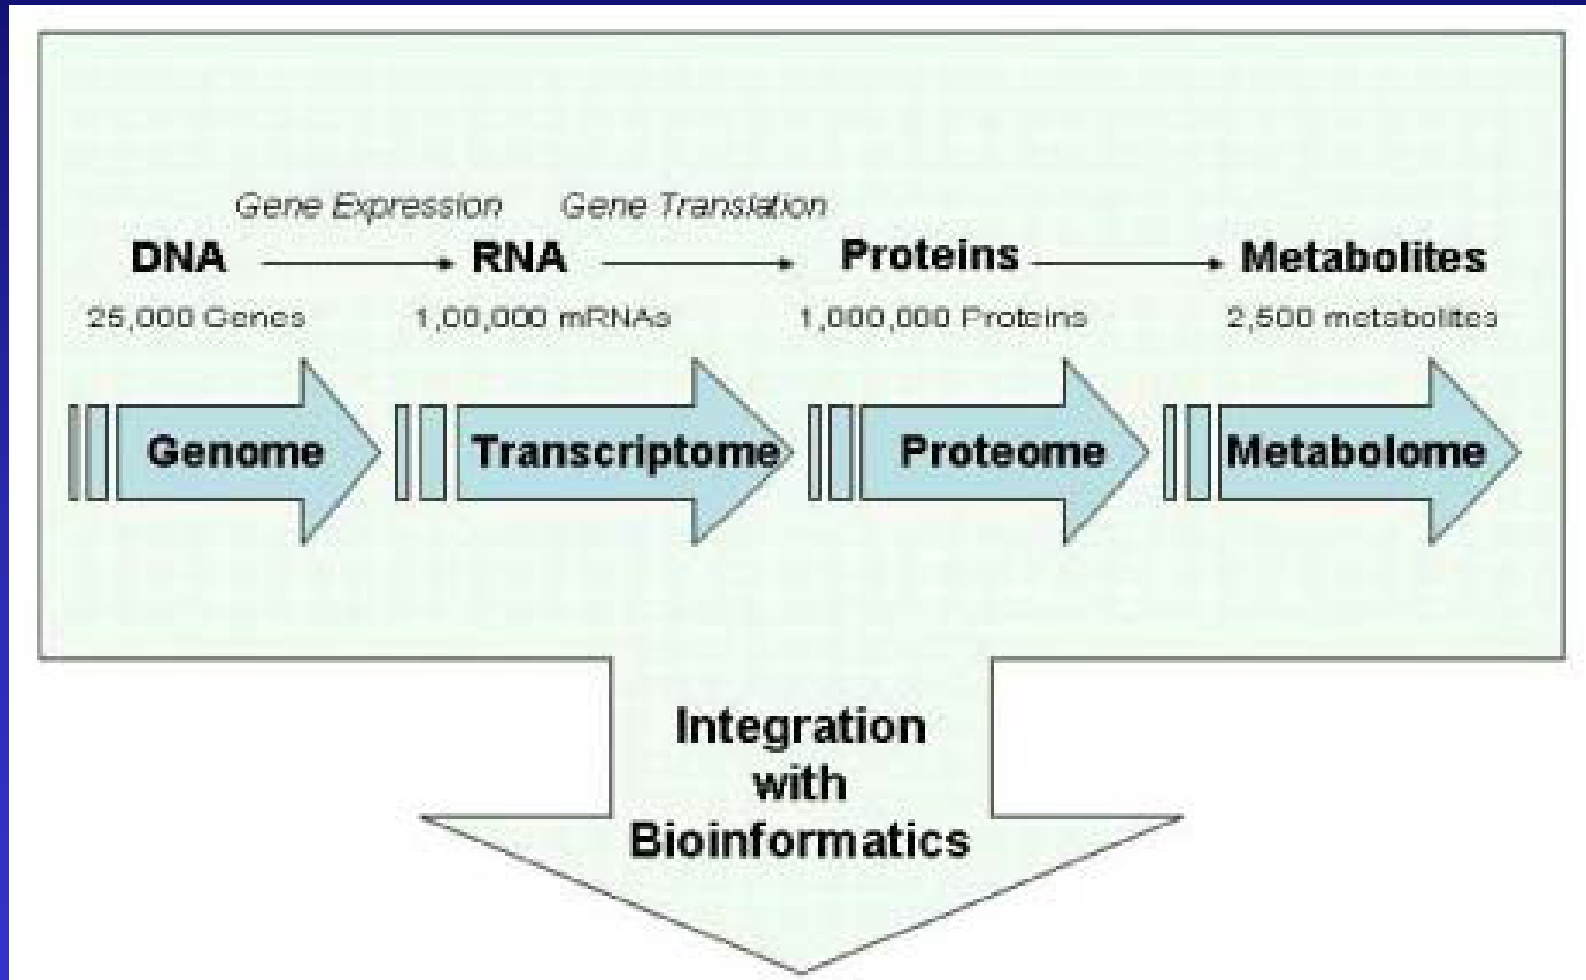 Gene Expression Gene Translation
DNA RNA Proteins Metabolites
25,000 Genes 1,00,000 mRNAs 1,000,000 Proteins 2,500 metabolites
Genome Transcriptome Proteome Metabolome
Integration
with
Bioinformatics